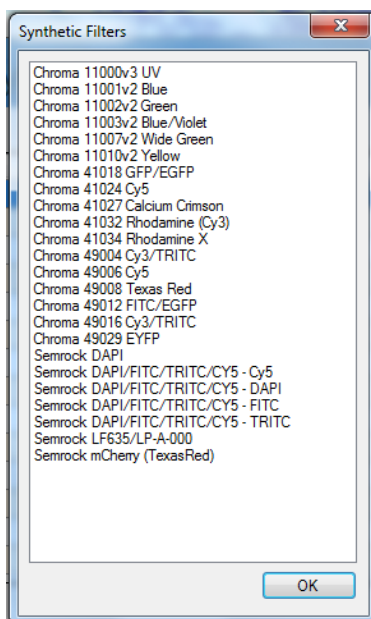 Synthetic Filters
Chroma 11000v3 UV
Chroma 11001v2 Blue
Chroma 11002v2 Green
Chroma 11003v2 Blue/Violet
Chroma 11007v2 Wide Green
Chroma 11010v2 Yellow
Chroma 41018 GFP/EGFP
Chroma 41024 Cy5
Chroma 41027 Calcium Crimson
Chroma 41032 Rhodamine (Cy3)
Chroma 41034 Rhodamine X
Chroma 49004 Cy3/TRITC
Chroma 49006 Cy5
Chroma 49008 Texas Red
Chroma 49012 FITC/EGFP
Chroma 49016 Cy3/TRITC
Chroma 49029 EYFP
Semrock DAPI
Semrock DAPI/FITC/TRITC/CY5 - Cy5
Semrock DAPI/FITC/TRITC/CY5 - DAPI
Semrock DAPI/FITC/TRITC/CY5 - FITC
Semrock DAPI/FITC/TRITC/CY5 - TRITC
Semrock LF635/LP-A-000
Semrock mCherry (TexasRed)
OK